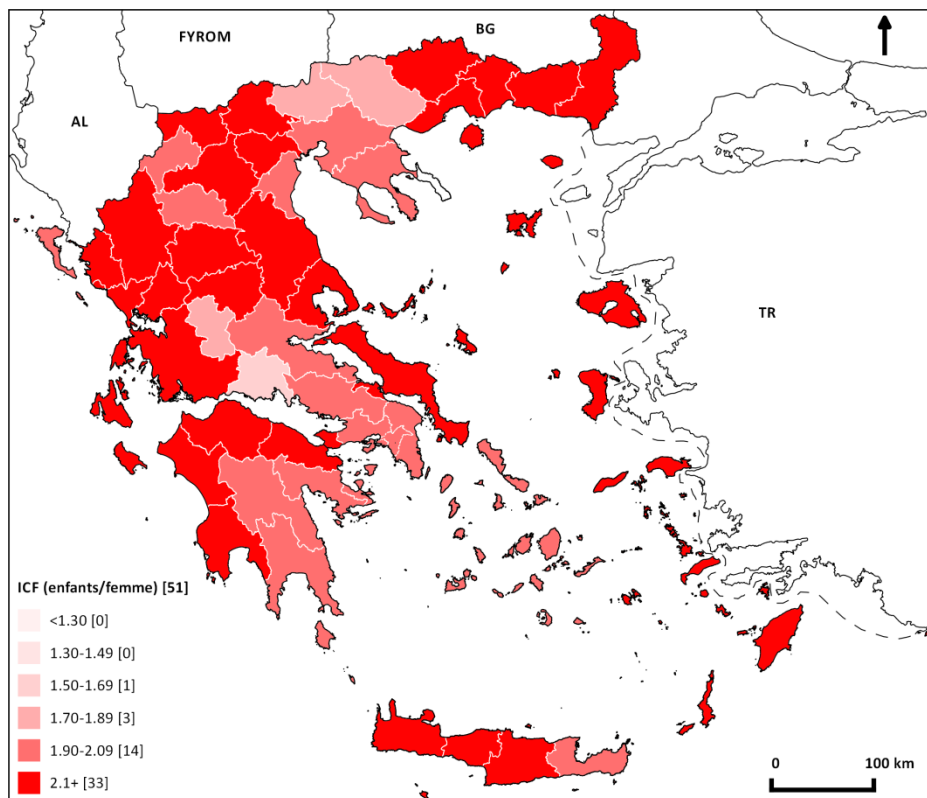 FYROM
BG
AL
TR
ICF (enfants/femme) [51]
<1.30 [0]
1.30-1.49 [0]
1.50-1.69 [1]
1.70-1.89 [3]
1.90-2.09 [14]
2.1+ [33]
0 100 km